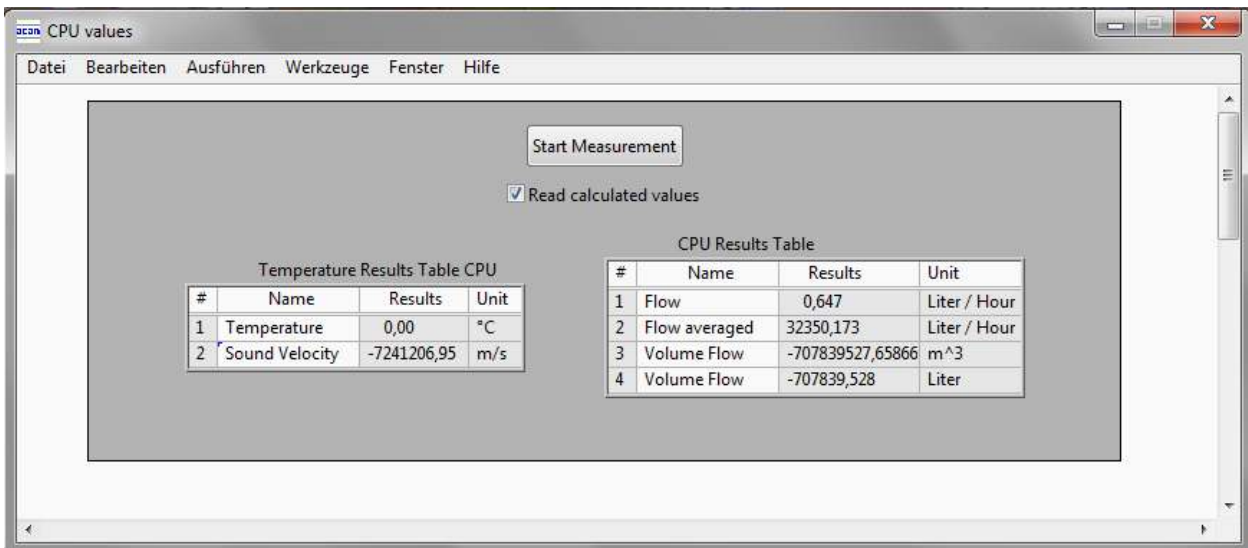 acam CPU values
Datei Bearbeiten Ausführen Werkzeuge Fenster Hilfe
Start Measurement
Read calculated values
Temperature Results Table CPU
# Name Results Unit
1 Temperature 0,00 °C
2 Sound Velocity -7241206,95 m/s
CPU Results Table
# Name Results Unit
1 Flow 0,647 Liter / Hour
2 Flow averaged 32350,173 Liter / Hour
3 Volume Flow -707839527,65866 m^3
4 Volume Flow -707839,528 Liter